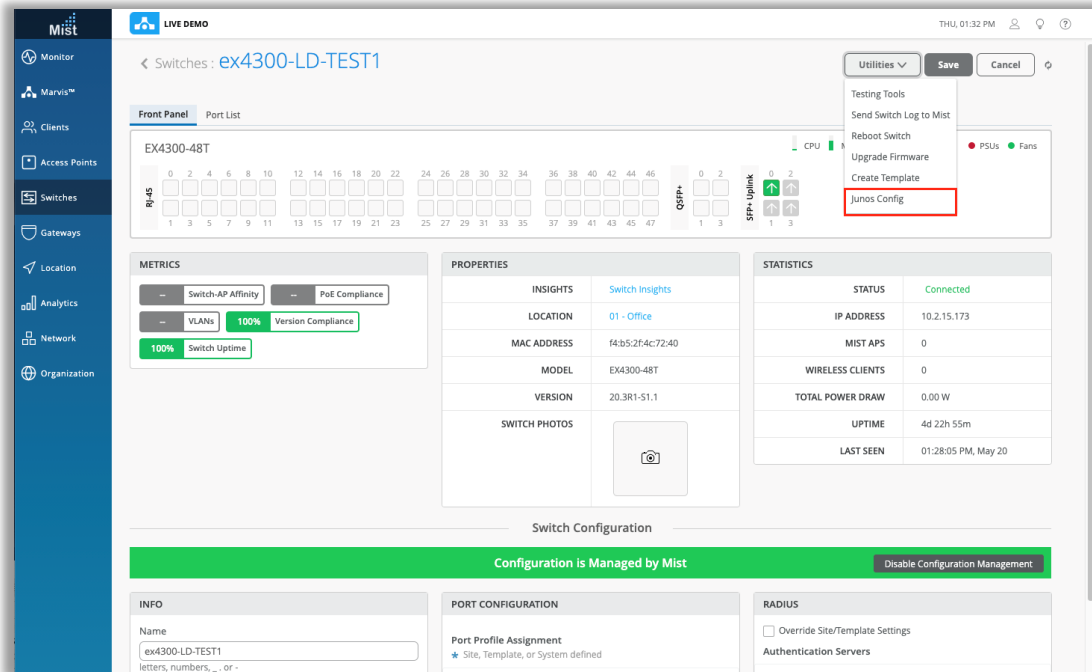 Mist
LIVE DEMO
THU, 01:32 PM
Monitor
Marvis™
Clients
Access Points
Switches
Gateways
Location
Analytics
Network
Organization
Switches : ex4300-LD-TEST1
Utilities
Save
Cancel
Testing Tools
Send Switch Log to Mist
Reboot Switch
Upgrade Firmware
Create Template
Junos Config
Front Panel
Port List
EX4300-48T
CPU
PSUs
Fans
0 2 4 6 8 10 12 14 16 18 20 22 24 26 28 30 32 34 36 38 40 42 44 46 0 2 0 2
RJ-45
QSFP+
SFP+ Uplink
1 3 5 7 9 11 13 15 17 19 21 23 25 27 29 31 33 35 37 39 41 43 45 47 1 3 1 3
METRICS
-- Switch-AP Affinity
-- PoE Compliance
-- VLANs
100% Version Compliance
100% Switch Uptime
PROPERTIES
INSIGHTS Switch Insights
LOCATION 01 - Office
MAC ADDRESS f4:b5:2f:4c:72:40
MODEL EX4300-48T
VERSION 20.3R1-S1.1
SWITCH PHOTOS
STATISTICS
STATUS Connected
IP ADDRESS 10.2.15.173
MIST APS 0
WIRELESS CLIENTS 0
TOTAL POWER DRAW 0.00 W
UPTIME 4d 22h 55m
LAST SEEN 01:28:05 PM, May 20
Switch Configuration
Configuration is Managed by Mist
Disable Configuration Management
INFO
Name
ex4300-LD-TEST1
letters, numbers, _ , or -
PORT CONFIGURATION
Port Profile Assignment
* Site, Template, or System defined
RADIUS
Override Site/Template Settings
Authentication Servers